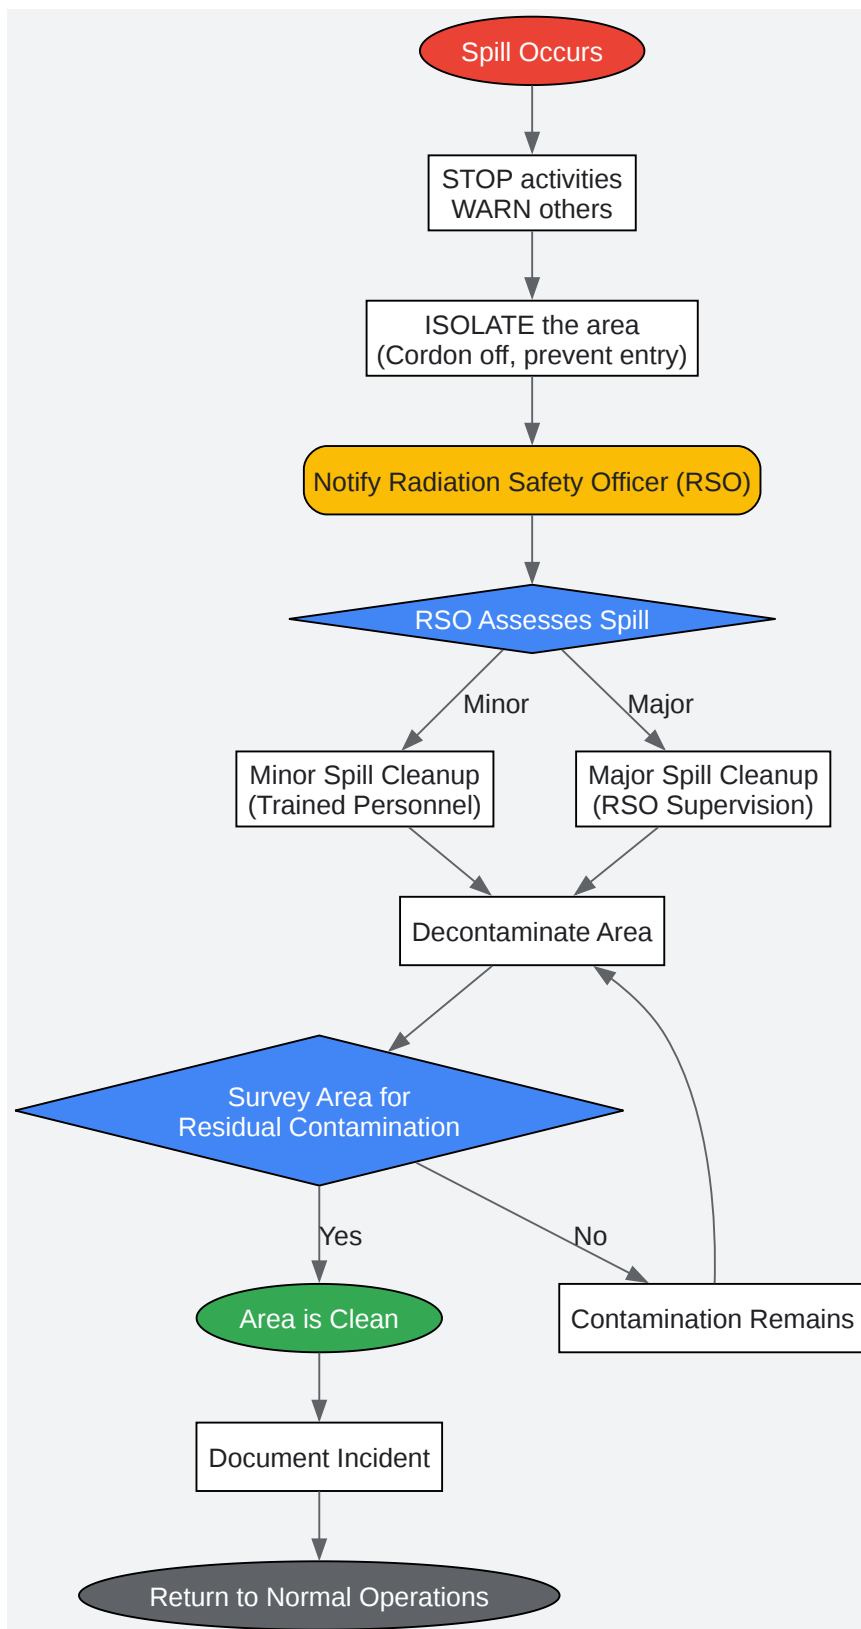 Spill Occurs
STOP activities
WARN others
ISOLATE the area
(Cordon off, prevent entry)
Notify Radiation Safety Officer (RSO)
RSO Assesses Spill
Minor
Major
Minor Spill Cleanup
(Trained Personnel)
Major Spill Cleanup
(RSO Supervision)
Decontaminate Area
Survey Area for
Residual Contamination
Yes
No
Area is Clean
Contamination Remains
Document Incident
Return to Normal Operations